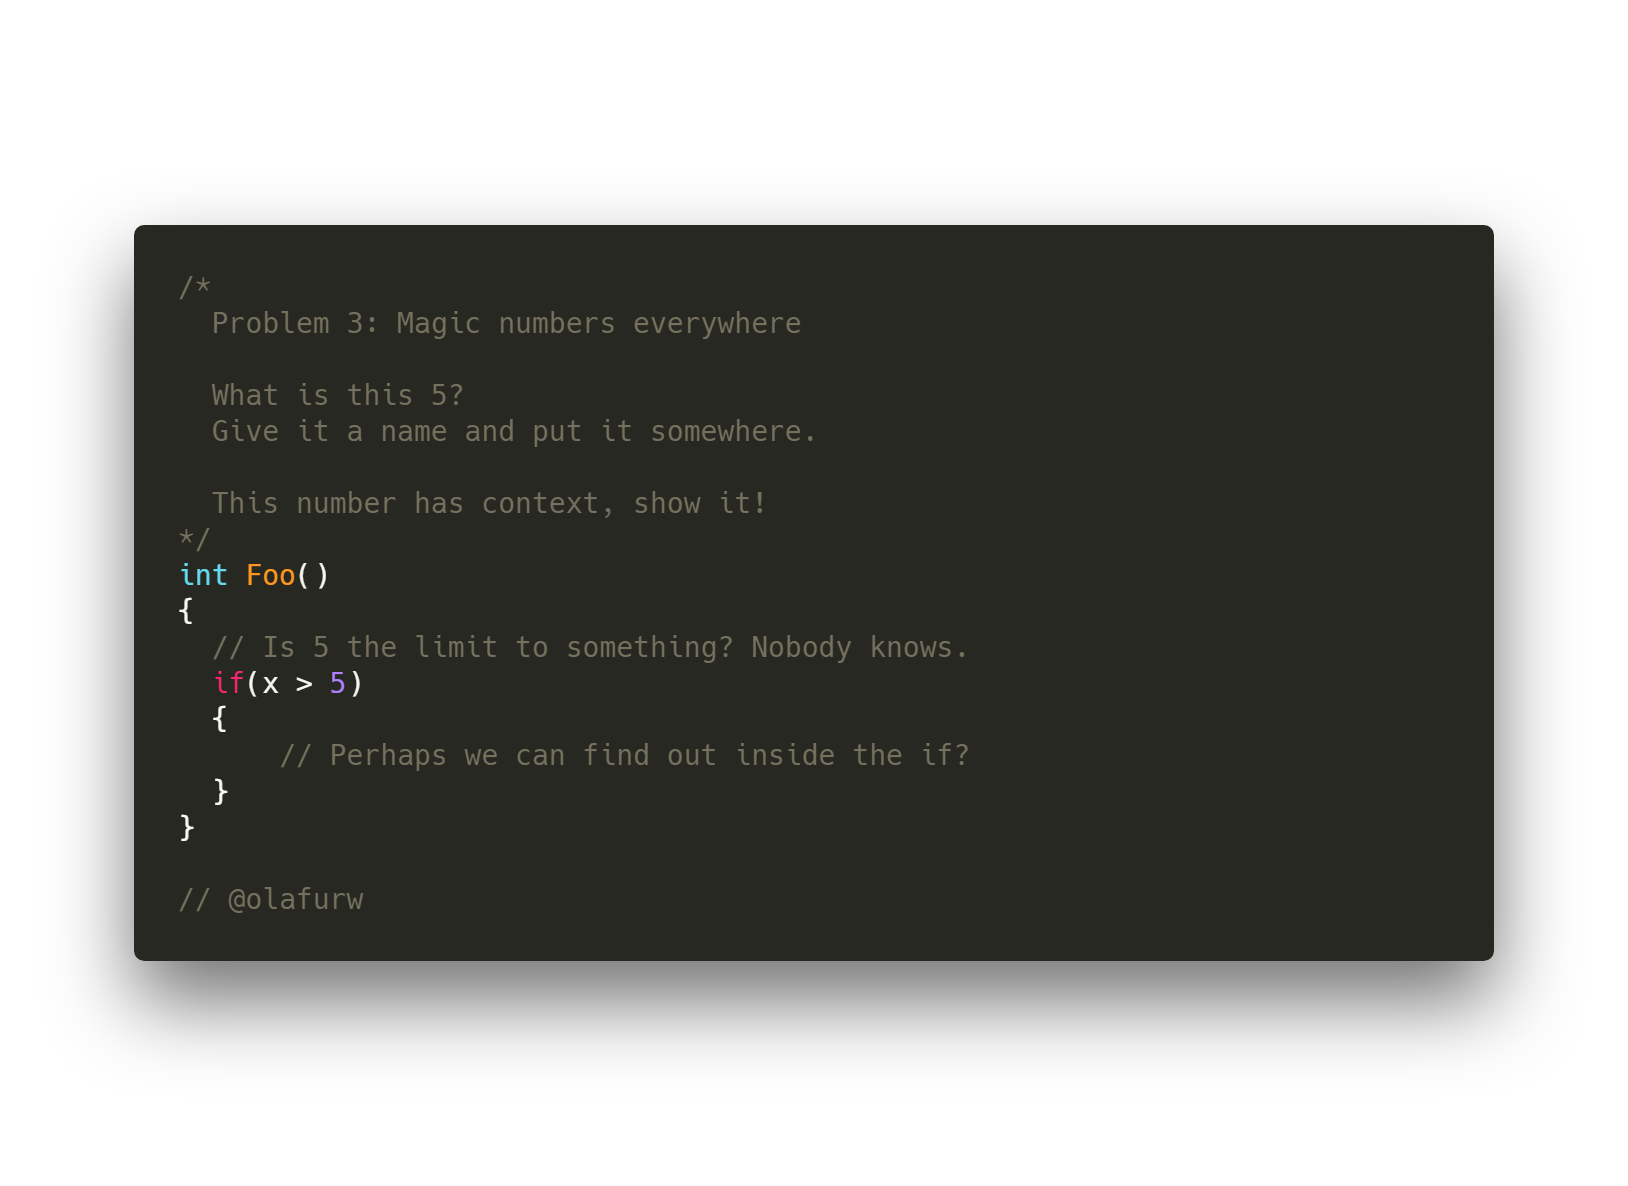 /*
  Problem 3: Magic numbers everywhere

  What is this 5?
  Give it a name and put it somewhere.

  This number has context, show it!
*/
int Foo()
{
  // Is 5 the limit to something? Nobody knows.
  if(x > 5)
  {
      // Perhaps we can find out inside the if?
  }
}

// @olafurw